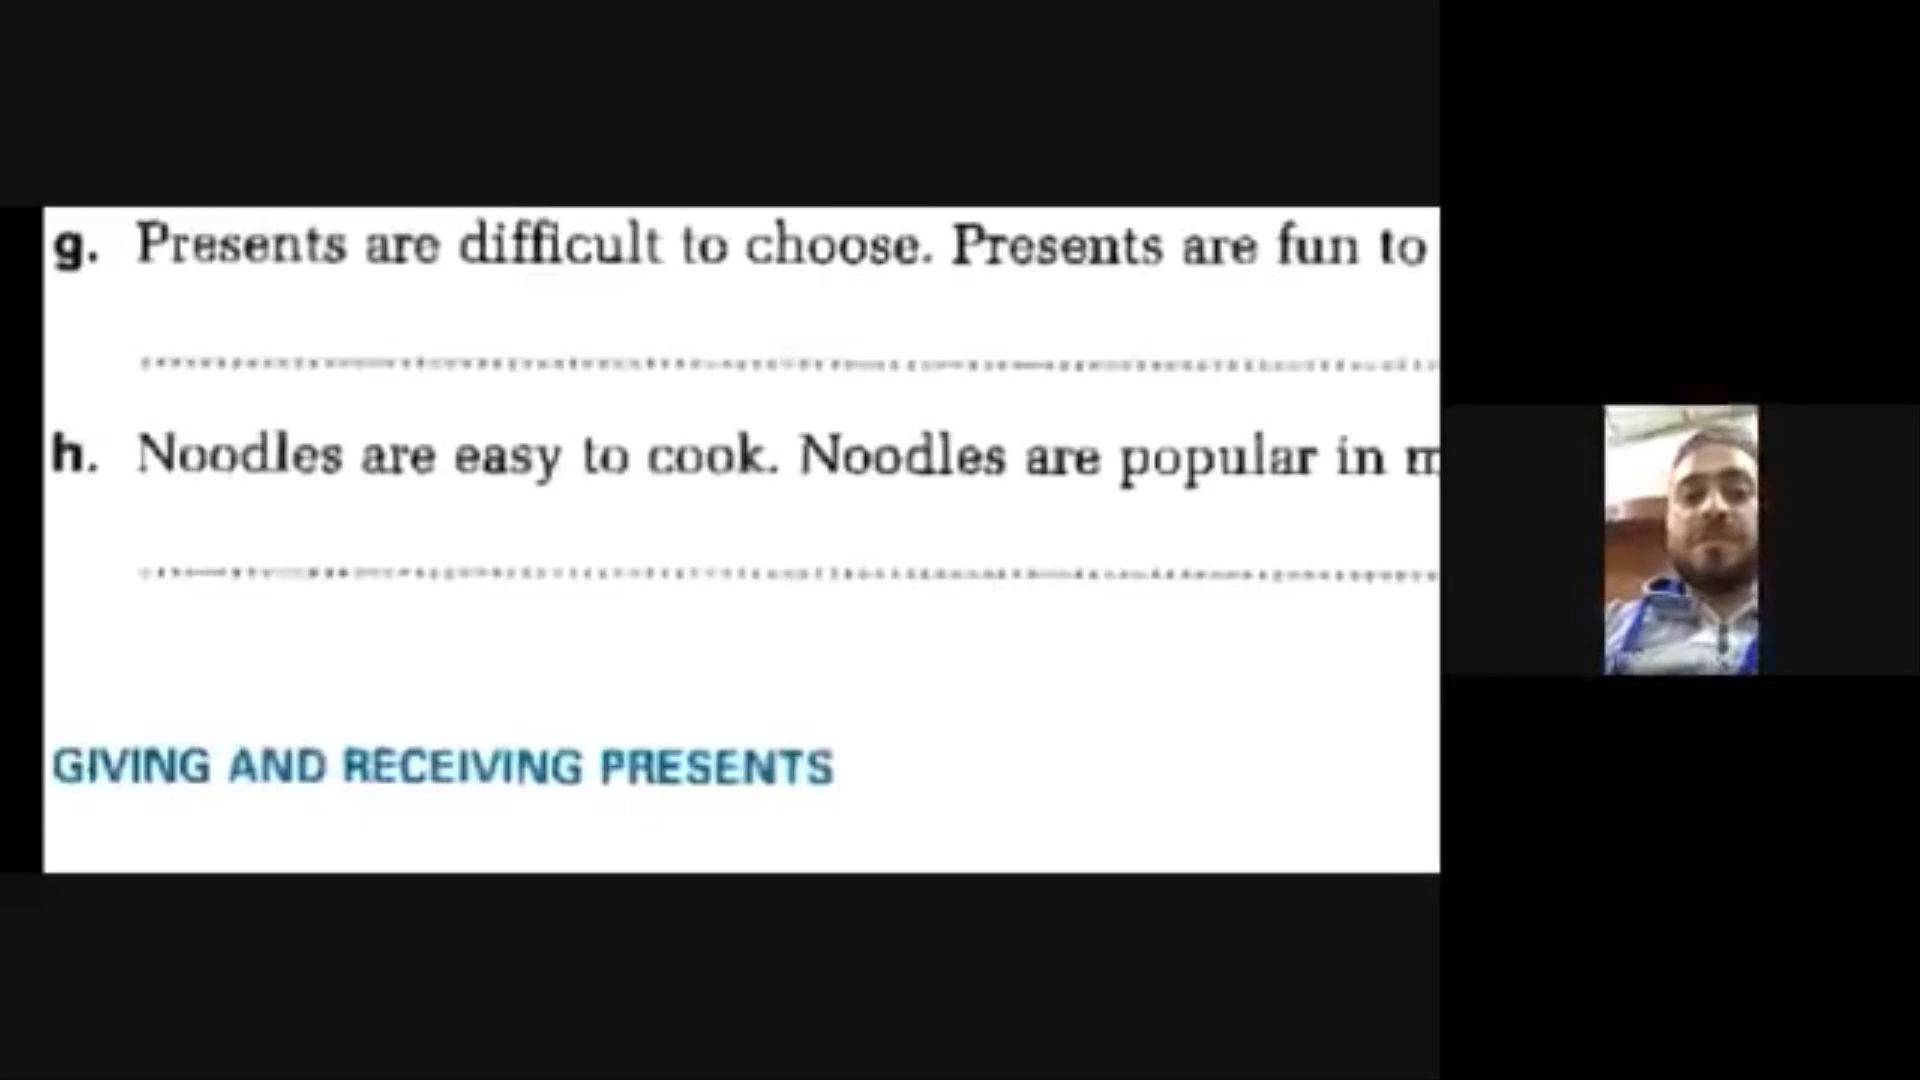 g. Presents are difficult to choose. Presents are fun to
h. Noodles are easy to cook. Noodles are popular in
GIVING AND RECEIVING PRESENTS